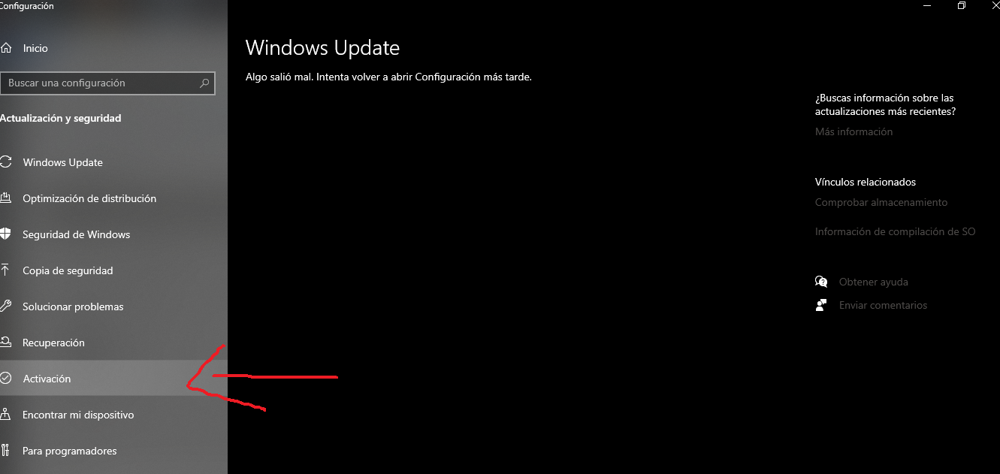 Configuración
Inicio
Buscar una configuración
Actualización y seguridad
Windows Update
Optimización de distribución
Seguridad de Windows
Copia de seguridad
Solucionar problemas
Recuperación
Activación
Encontrar mi dispositivo
Para programadores
Windows Update
Algo salió mal. Intenta volver a abrir Configuración más tarde.
¿Buscas información sobre las
actualizaciones más recientes?
Más información
Vínculos relacionados
Comprobar almacenamiento
Información de compilación de SO
Obtener ayuda
Enviar comentarios